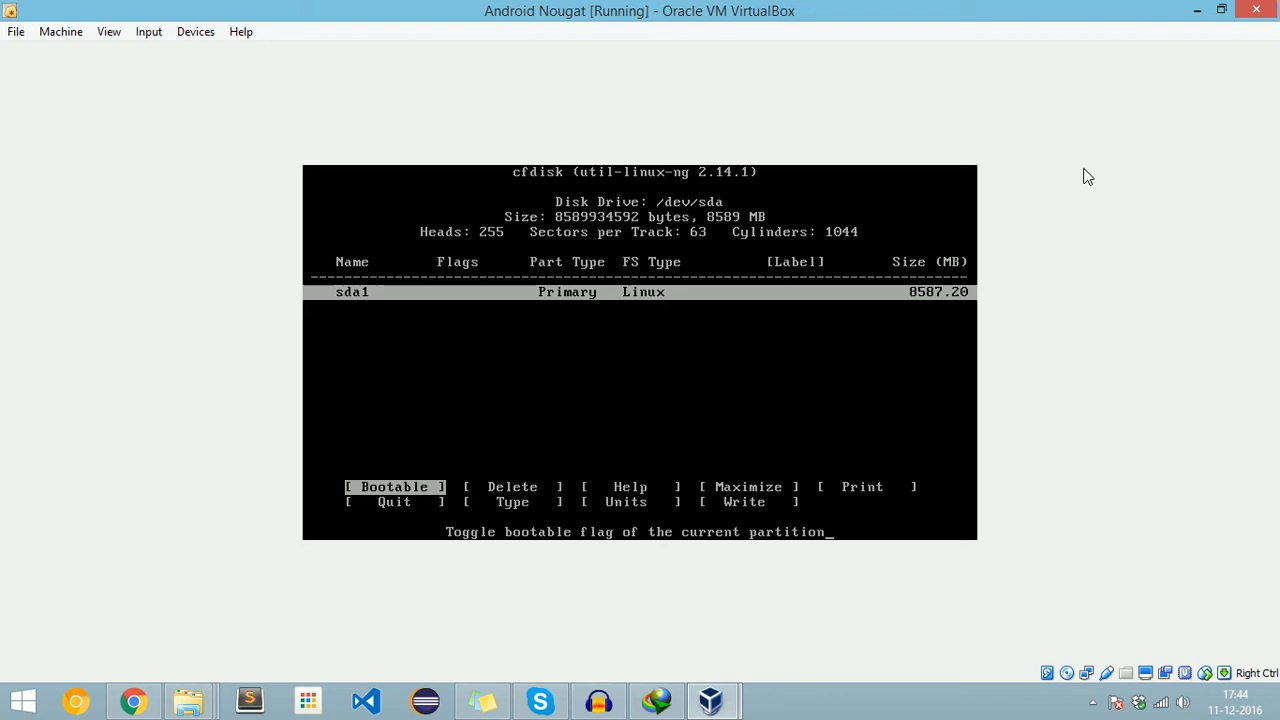 Android Nougat [Running] - Oracle VM VirtualBox
File Machine View Input Devices Help
cfdisk (util-linux-ng 2.14.1)
Disk Drive: /dev/sda
Size: 8589934592 bytes, 8589 MB
Heads: 255 Sectors per Track: 63 Cylinders: 1044
Name Flags Part Type FS Type [Label] Size (MB)
sda1 Primary Linux 8587.20
[ Bootable ] [ Delete ] [ Help ] [ Maximize ] [ Print ]
[ Quit ] [ Type ] [ Units ] [ Write ]
Toggle bootable flag of the current partition_
Right Ctrl
17:44
11-12-2016